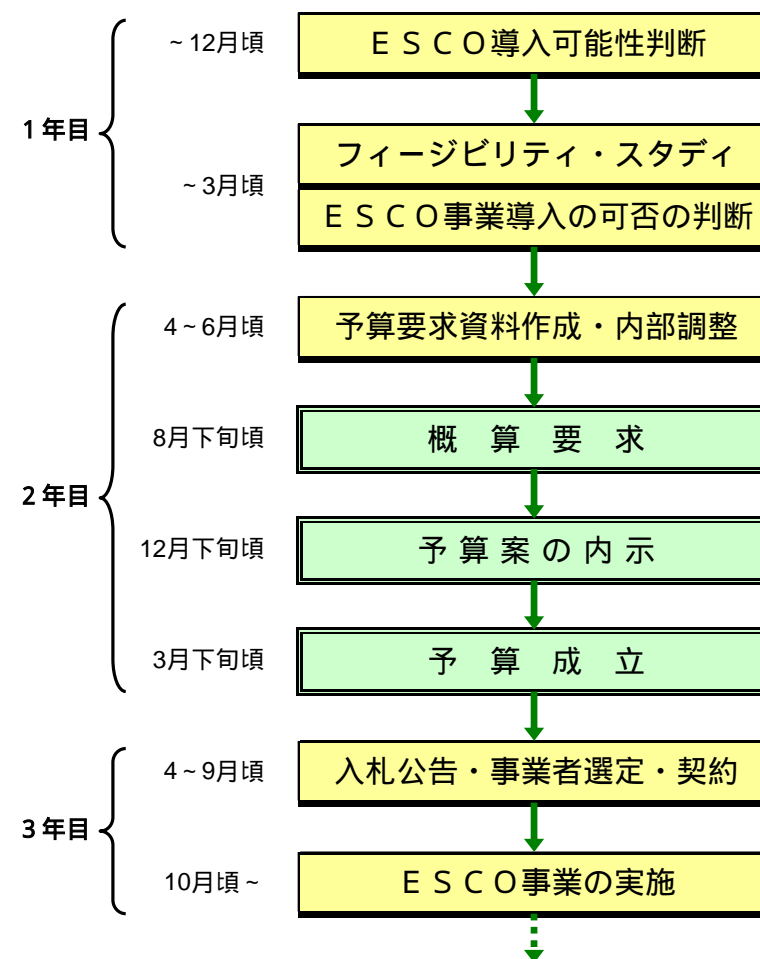 1年目
~12月頃
ESCO導入可能性判断
~3月頃
フィージビリティ・スタディ
ESCO事業導入の可否の判断
2年目
4~6月頃
予算要求資料作成・内部調整
8月下旬頃
概算要求
12月下旬頃
予算案の内示
3月下旬頃
予算成立
3年目
4~9月頃
入札公告・事業者選定・契約
10月頃~
ESCO事業の実施